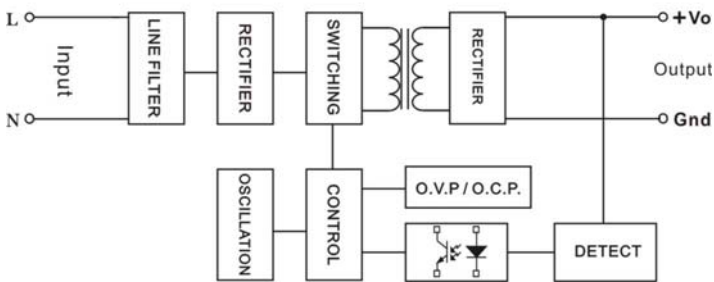 L
Input
N
LINE FILTER
RECTIFIER
SWITCHING
RECTIFIER
+Vo
Output
Gnd
OSCILLATION
CONTROL
O.V.P / O.C.P.
DETECT